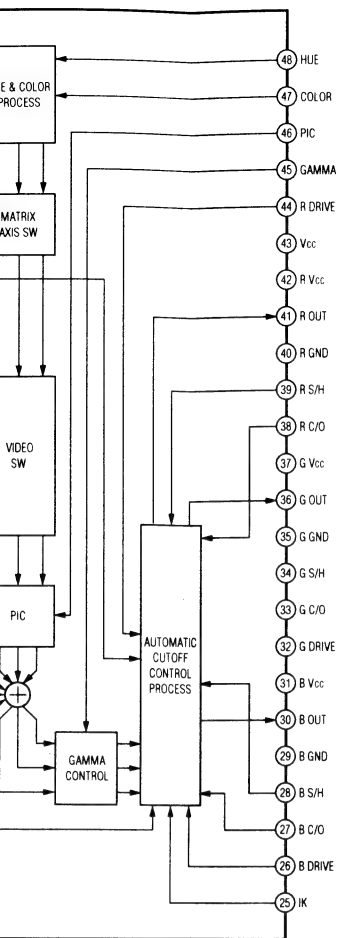 E & COLOR
PROCESS
MATRIX
AXIS SW
VIDEO
SW
PIC
GAMMA
CONTROL
AUTOMATIC
CUTOFF
CONTROL
PROCESS
48 HUE
47 COLOR
46 PIC
45 GAMMA
44 R DRIVE
43 Vcc
42 R Vcc
41 R OUT
40 R GND
39 R S/H
38 R C/O
37 G Vcc
36 G OUT
35 G GND
34 G S/H
33 G C/O
32 G DRIVE
31 B Vcc
30 B OUT
29 B GND
28 B S/H
27 B C/O
26 B DRIVE
25 IK